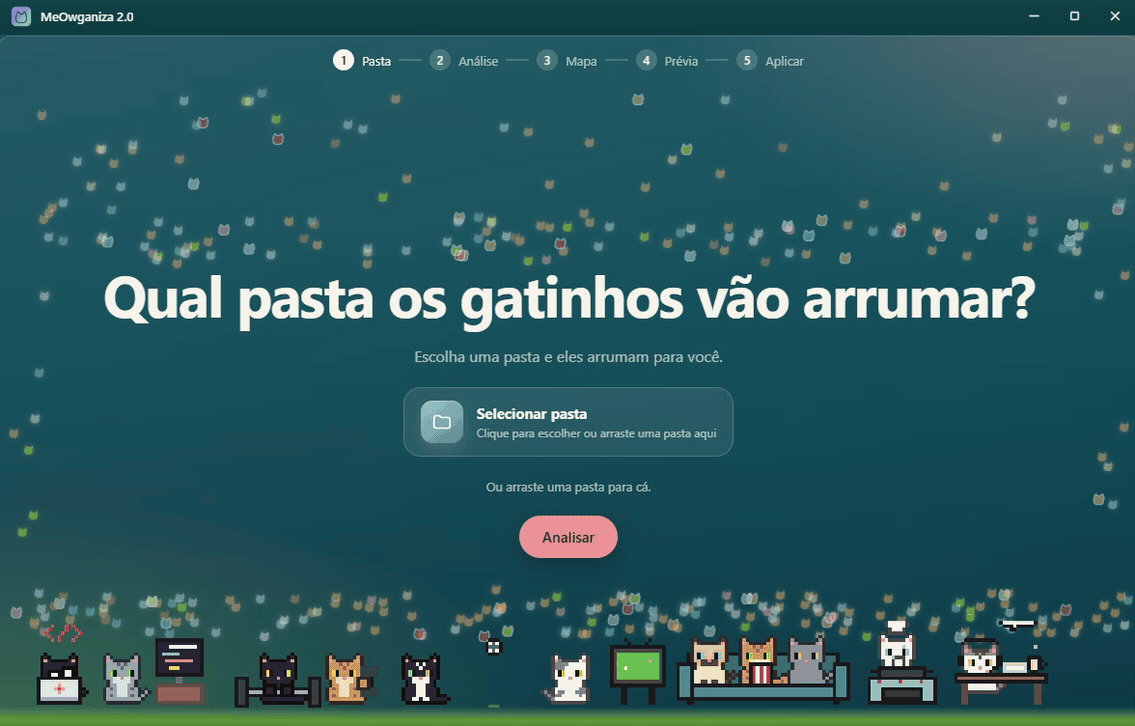 MeOwganiza 2.0
1 Pasta 2 Análise 3 Mapa 4 Prévia 5 Aplicar
Qual pasta os gatinhos vão arrumar?
Escolha uma pasta e eles arrumam para você.
Selecionar pasta
Clique para escolher ou arraste uma pasta aqui
Ou arraste uma pasta para cá.
Analisar